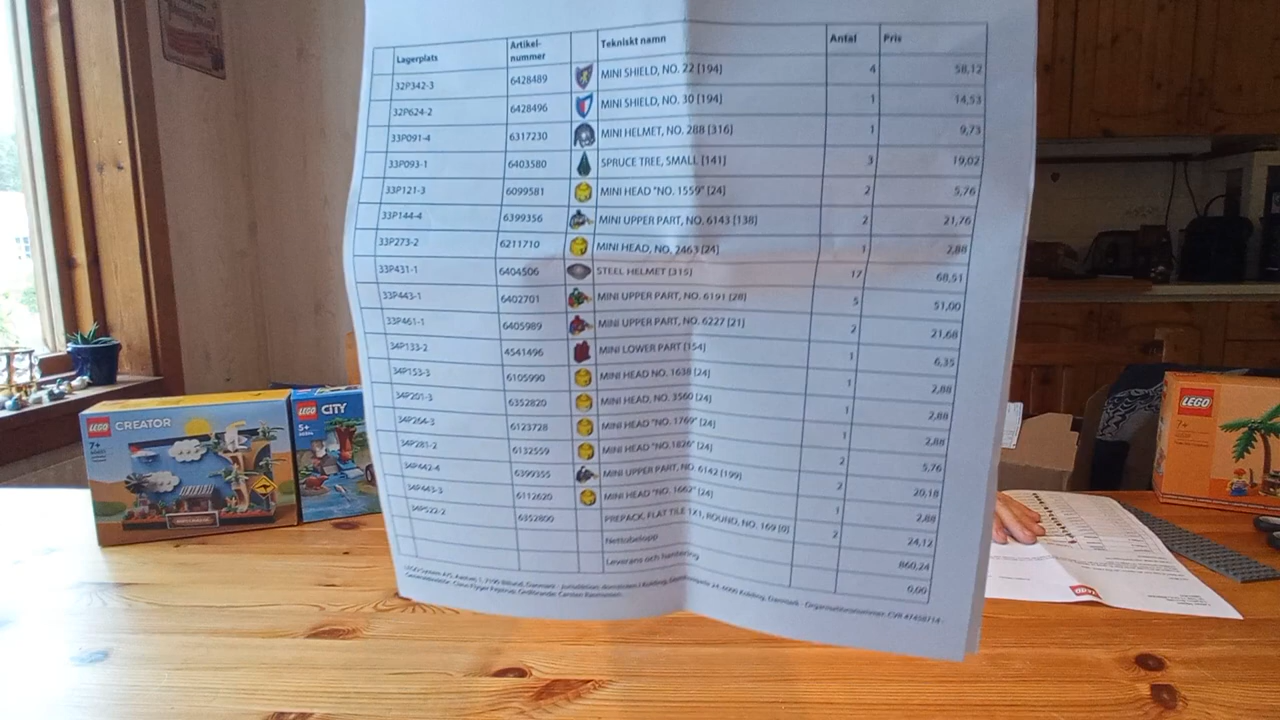 Lagerplats Artikel-nummer Tekniskt namn Antal Pris
32P342-3 6428489 MINI SHIELD, NO. 22 [194] 4 58,12
32P624-2 6428496 MINI SHIELD, NO. 30 [194] 1 14,53
33P091-4 6317230 MINI HELMET, NO. 288 [316] 1 9,73
33P093-1 6403580 SPRUCE TREE, SMALL [141] 3 19,02
33P121-3 6099581 MINI HEAD "NO. 1559" [24] 2 5,76
33P144-4 6399356 MINI UPPER PART, NO. 6143 [138] 2 21,76
33P273-2 6211710 MINI HEAD, NO. 2463 [24] 1 2,88
33P431-1 6404506 STEEL HELMET [315] 17 68,51
33P443-1 6402701 MINI UPPER PART, NO. 6191 [28] 5 51,00
33P461-1 6405989 MINI UPPER PART, NO. 6227 [21] 2 21,68
34P133-2 4541496 MINI LOWER PART [154] 1 6,35
34P153-3 6105990 MINI HEAD NO. 1638 [24] 1 2,88
34P201-3 6352820 MINI HEAD, NO. 3560 [24] 1 2,88
34P264-3 6123728 MINI HEAD "NO. 1769" [24] 1 2,88
34P281-2 6132559 MINI HEAD "NO.1826" [24] 2 5,76
34P442-4 6399355 MINI UPPER PART, NO. 6142 [199] 2 20,18
34P443-3 6112620 MINI HEAD "NO. 1662" [24] 1 2,88
34P522-2 6352800 PREPACK, FLAT TILE 1X1, ROUND, NO. 169 [0] 2 24,12
Nettobelopp 860,24
Leverans och hantering 0,00
LEGO System A/S, Aastvej 1, 7190 Billund, Danmark
LEGO CREATOR
7+
LEGO CITY
5+
LEGO
7+
LEGO